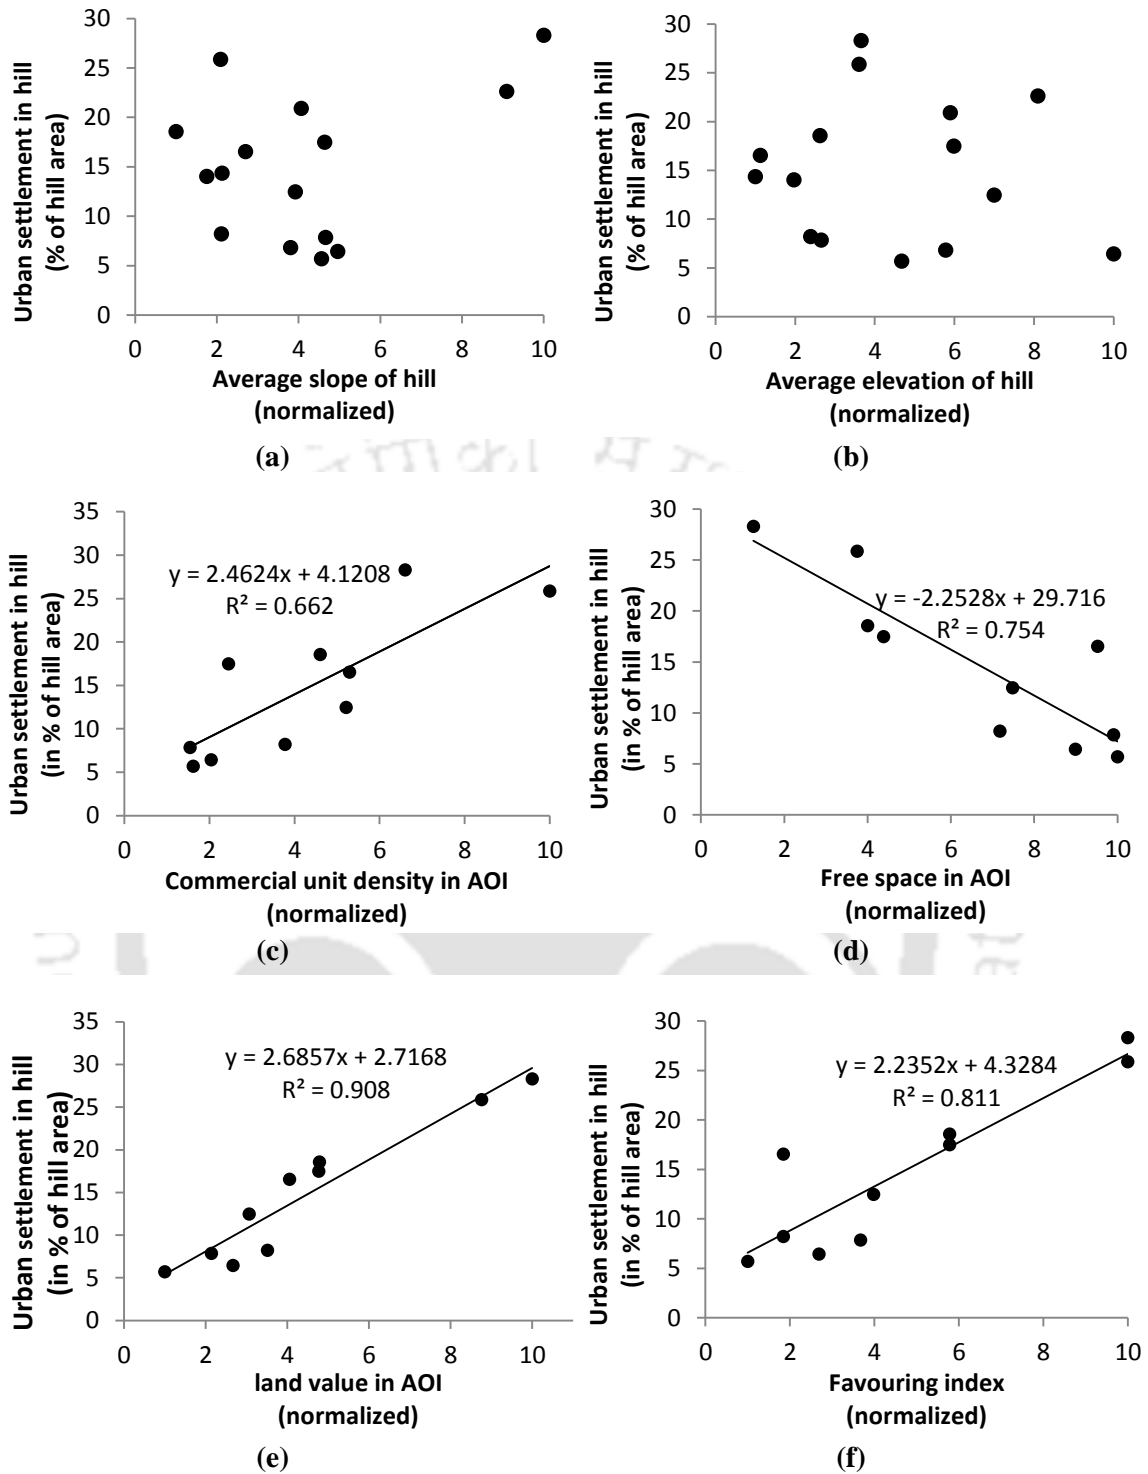 Urban settlement in hill
(% of hill area)
30
25
20
15
10
5
0
0 2 4 6 8 10
Average slope of hill
(normalized)
(a)
Urban settlement in hill
(% of hill area)
30
25
20
15
10
5
0
0 2 4 6 8 10
Average elevation of hill
(normalized)
(b)
Urban settlement in hill
(in % of hill area)
35
30
25
20
15
10
5
0
y = 2.4624x + 4.1208
R² = 0.662
0 2 4 6 8 10
Commercial unit density in AOI
(normalized)
(c)
Urban settlement in hill
(in % of hill area)
30
25
20
15
10
5
0
y = -2.2528x + 29.716
R² = 0.754
0 2 4 6 8 10
Free space in AOI
(normalized)
(d)
Urban settlement in hill
(in % of hill area)
35
30
25
20
15
10
5
0
y = 2.6857x + 2.7168
R² = 0.908
0 2 4 6 8 10
land value in AOI
(normalized)
(e)
Urban settlement in hill
(in % of hill area)
30
25
20
15
10
5
0
y = 2.2352x + 4.3284
R² = 0.811
0 2 4 6 8 10
Favouring index
(normalized)
(f)